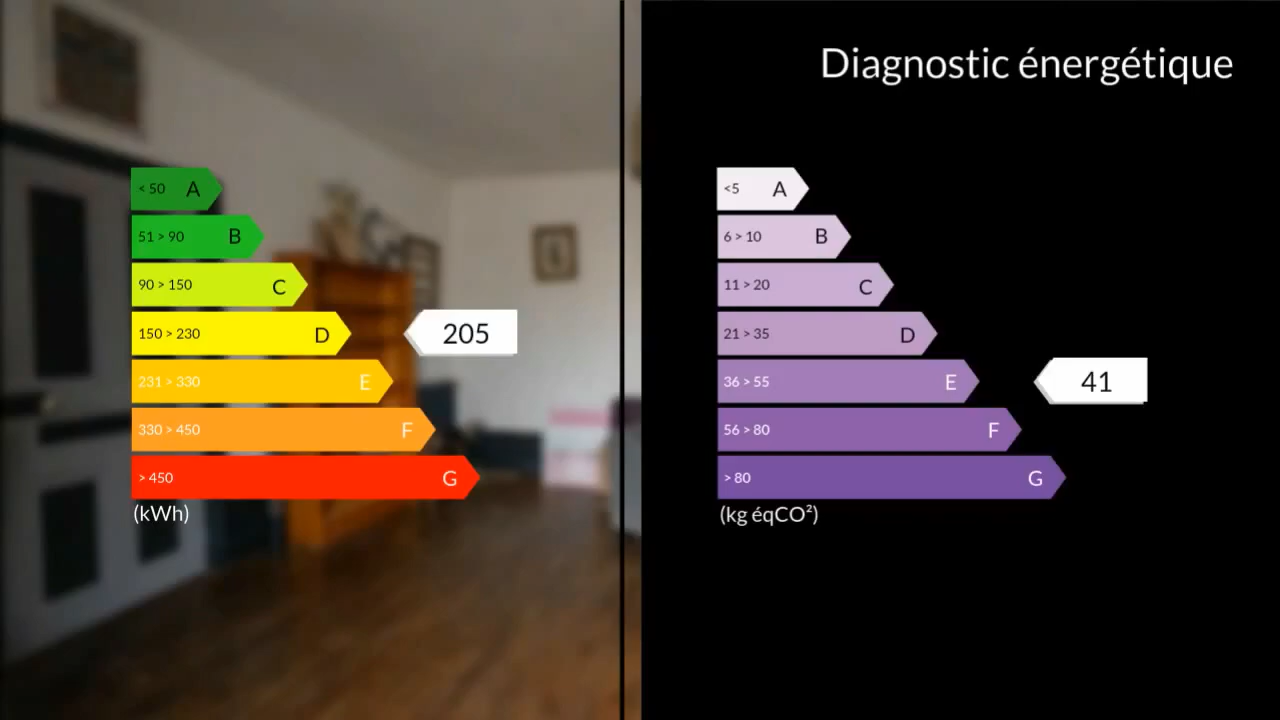 Diagnostic énergétique
< 50 A
51 > 90 B
90 > 150 C
150 > 230 D
205
231 > 330 E
330 > 450 F
> 450 G
(kWh)
<5 A
6 > 10 B
11 > 20 C
21 > 35 D
36 > 55 E
41
56 > 80 F
> 80 G
(kg éqCO²)